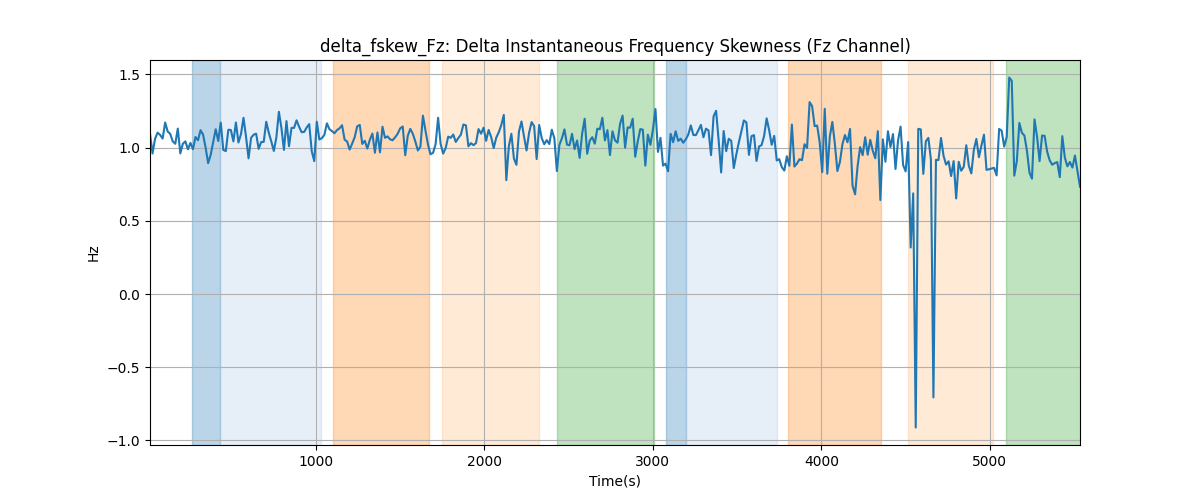 delta_fskew_Fz: Delta Instantaneous Frequency Skewness (Fz Channel)
1.5
1.0
0.5
0.0
−0.5
−1.0
Hz
1000 2000 3000 4000 5000
Time(s)